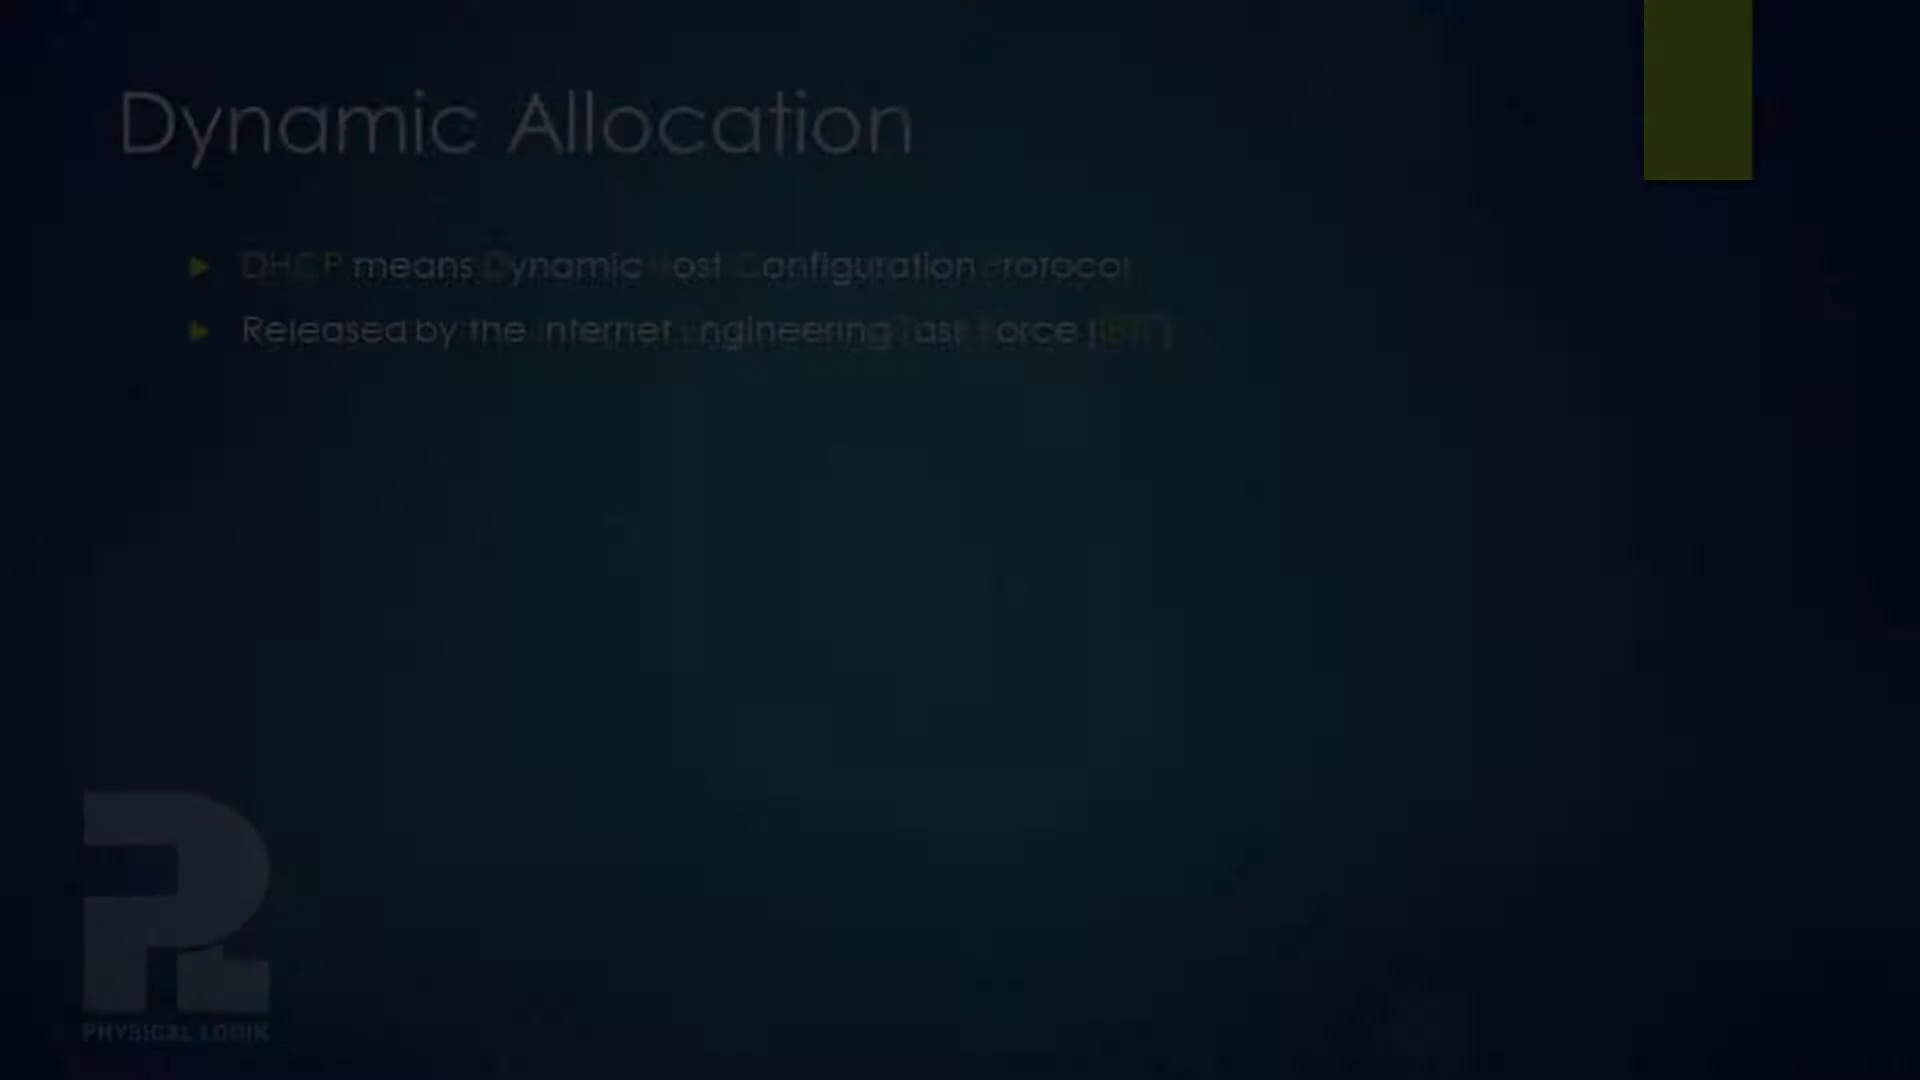 Dynamic Allocation
DHCP means Dynamic Host Configuration Protocol
Released by the Internet Engineering Task Force (IETF)
PHYSICAL LOGIK